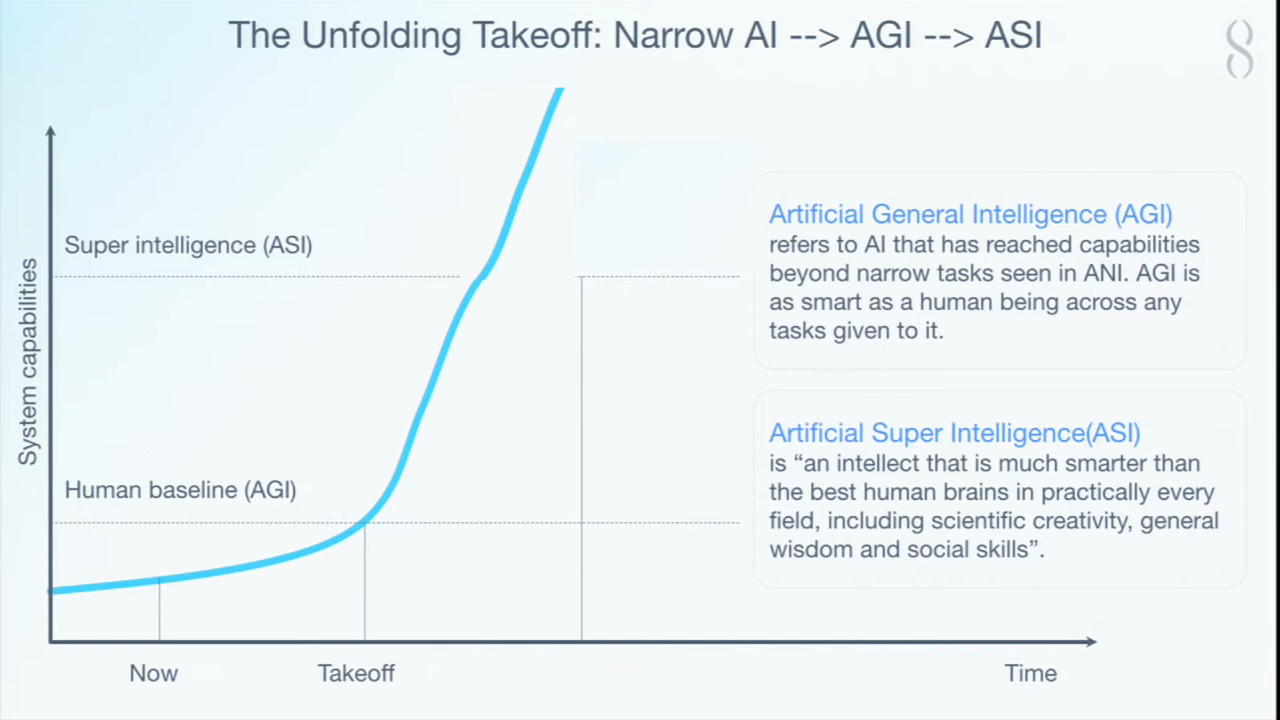 The Unfolding Takeoff: Narrow AI --> AGI --> ASI
System capabilities
Super intelligence (ASI)
Human baseline (AGI)
Now
Takeoff
Time
Artificial General Intelligence (AGI)
refers to AI that has reached capabilities
beyond narrow tasks seen in ANI. AGI is
as smart as a human being across any
tasks given to it.
Artificial Super Intelligence(ASI)
is “an intellect that is much smarter than
the best human brains in practically every
field, including scientific creativity, general
wisdom and social skills”.